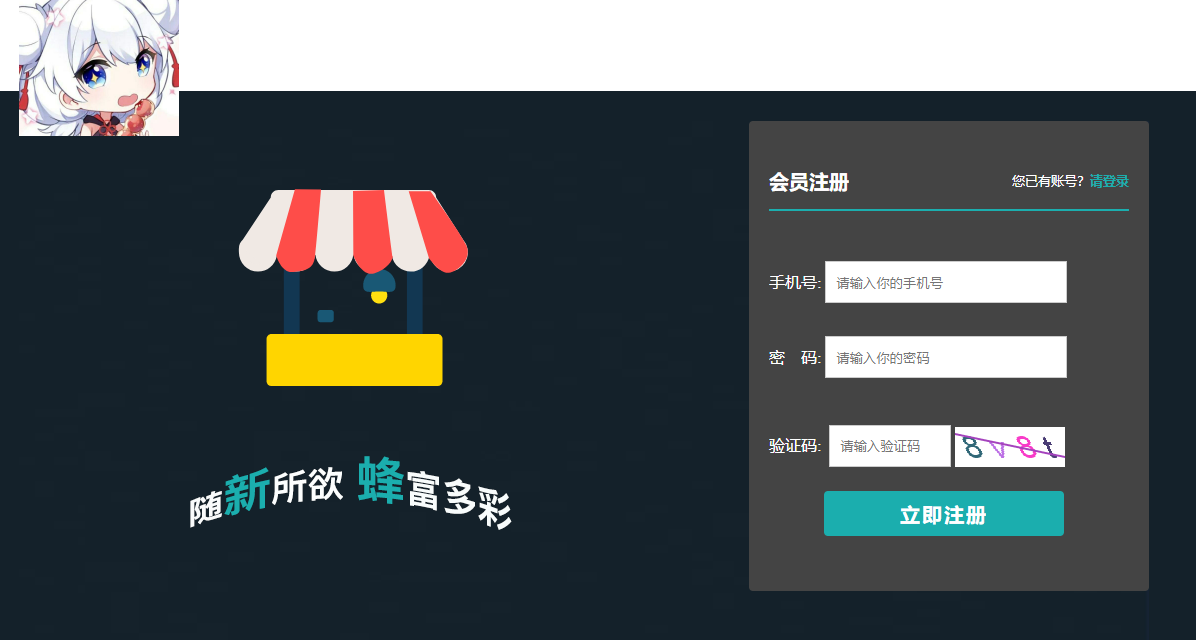 会员注册
您已有账号? 请登录
手机号: 请输入你的手机号
密 码: 请输入你的密码
验证码: 请输入验证码 8v8t
立即注册
随新所欲 蜂富多彩